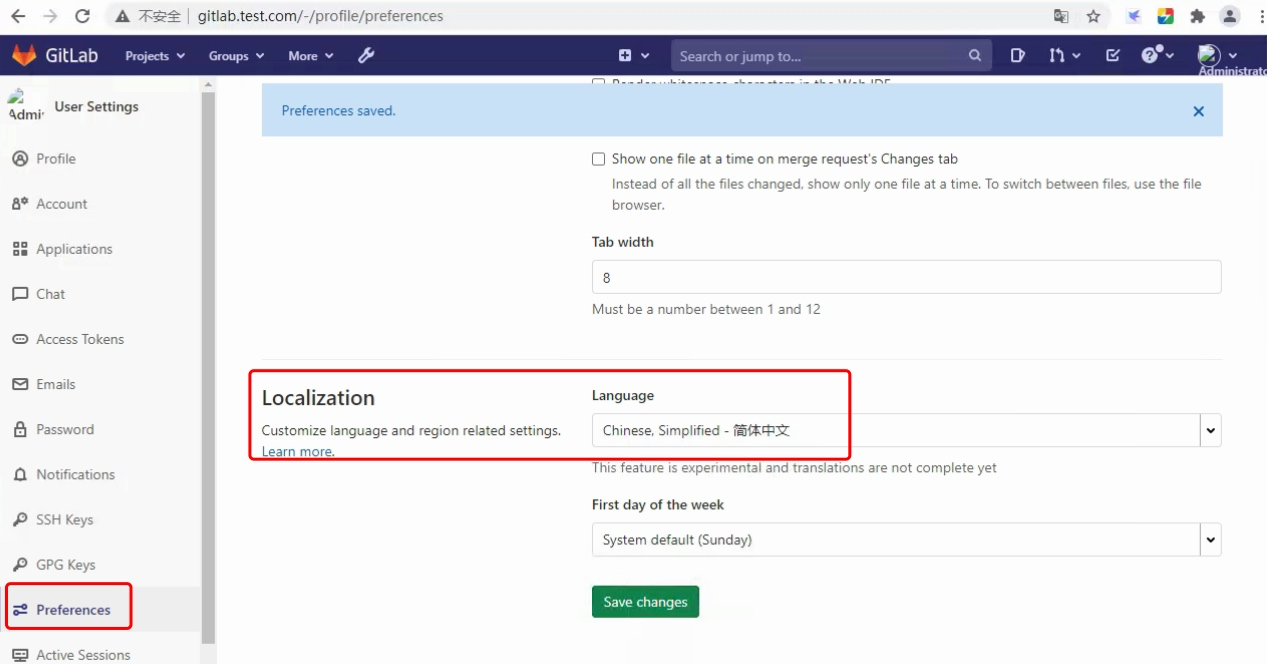 不安全 gitlab.test.com/-/profile/preferences
GitLab Projects Groups More Search or jump to... Administrato
Admi User Settings
Profile
Account
Applications
Chat
Access Tokens
Emails
Password
Notifications
SSH Keys
GPG Keys
Preferences
Active Sessions
Render whitespace characters in the Web IDE
Preferences saved.
Show one file at a time on merge request's Changes tab
Instead of all the files changed, show only one file at a time. To switch between files, use the file
browser.
Tab width
8
Must be a number between 1 and 12
Localization
Customize language and region related settings.
Learn more.
Language
Chinese, Simplified - 简体中文
This feature is experimental and translations are not complete yet
First day of the week
System default (Sunday)
Save changes